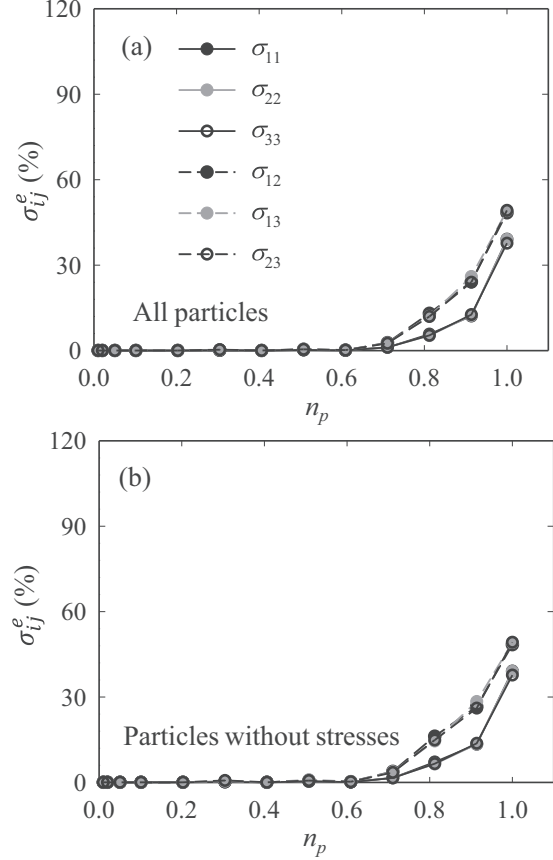 120
(a)
σ₁₁
90
σ₂₂
σ₃₃
σᵢⱼᵉ (%)
60
σ₁₂
σ₁₃
30
σ₂₃
All particles
0
0.0 0.2 0.4 0.6 0.8 1.0
nₚ
120
(b)
90
σᵢⱼᵉ (%)
60
30
Particles without stresses
0
0.0 0.2 0.4 0.6 0.8 1.0
nₚ